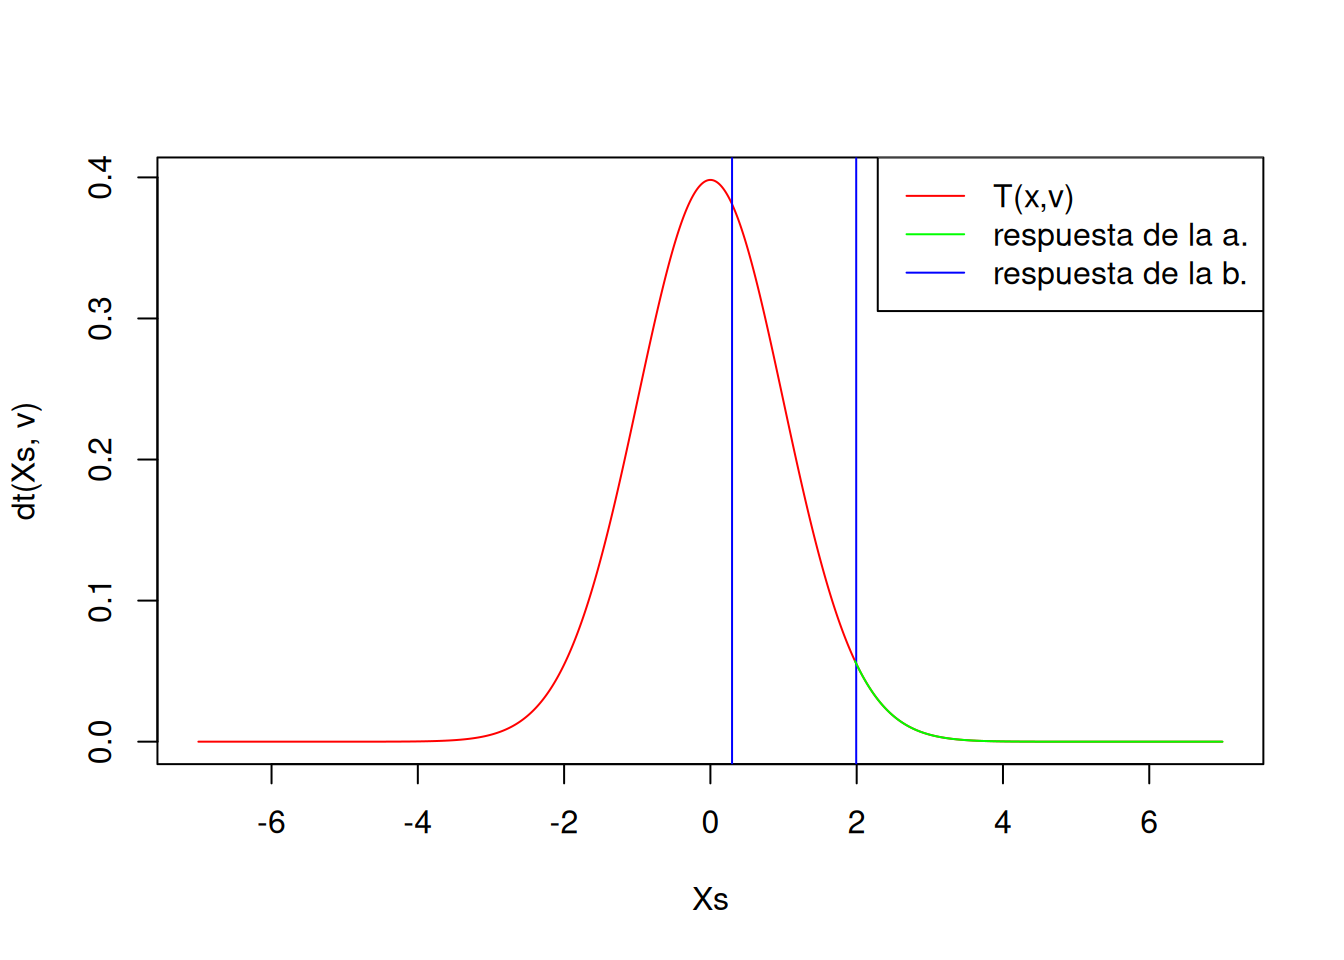 T(x,v)
respuesta de la a.
respuesta de la b.
dt(Xs, v)
0.4
0.3
0.2
0.1
0.0
-6 -4 -2 0 2 4 6
Xs